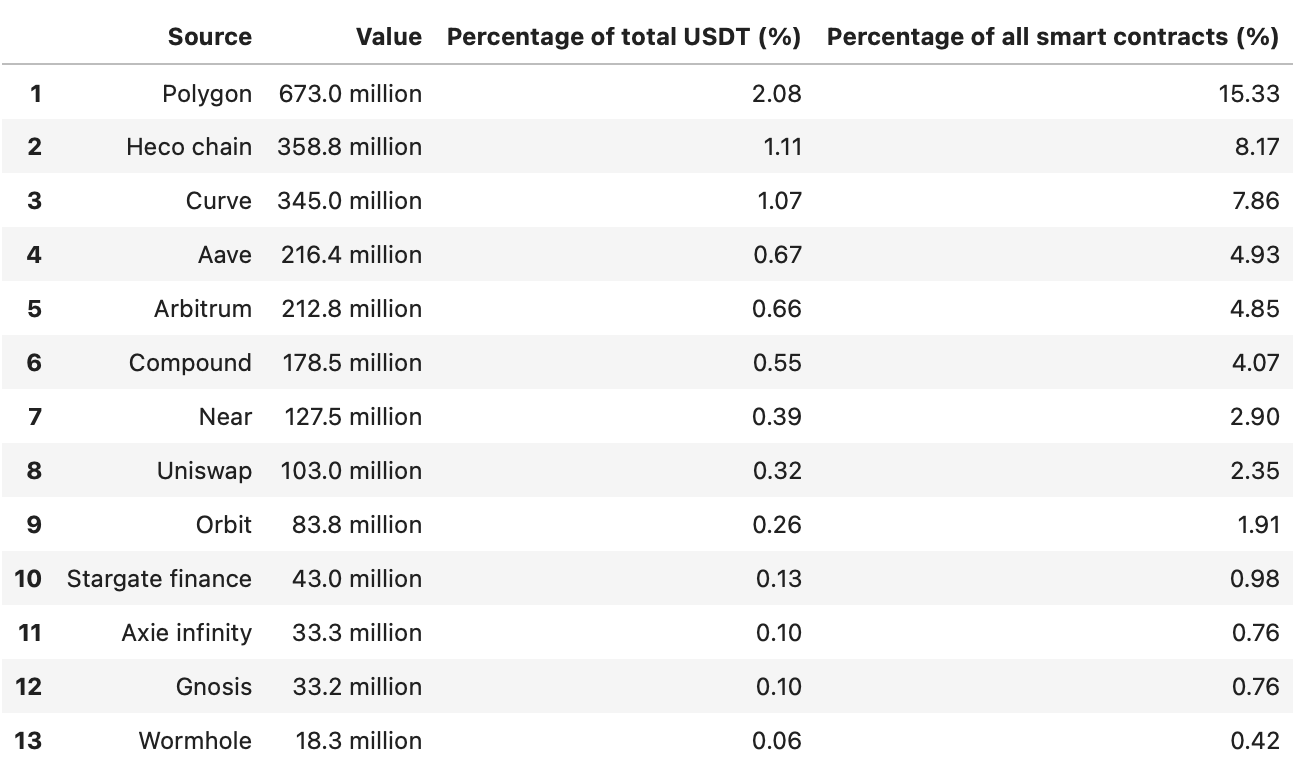 Source Value Percentage of total USDT (%) Percentage of all smart contracts (%)
1 Polygon 673.0 million 2.08 15.33
2 Heco chain 358.8 million 1.11 8.17
3 Curve 345.0 million 1.07 7.86
4 Aave 216.4 million 0.67 4.93
5 Arbitrum 212.8 million 0.66 4.85
6 Compound 178.5 million 0.55 4.07
7 Near 127.5 million 0.39 2.90
8 Uniswap 103.0 million 0.32 2.35
9 Orbit 83.8 million 0.26 1.91
10 Stargate finance 43.0 million 0.13 0.98
11 Axie infinity 33.3 million 0.10 0.76
12 Gnosis 33.2 million 0.10 0.76
13 Wormhole 18.3 million 0.06 0.42